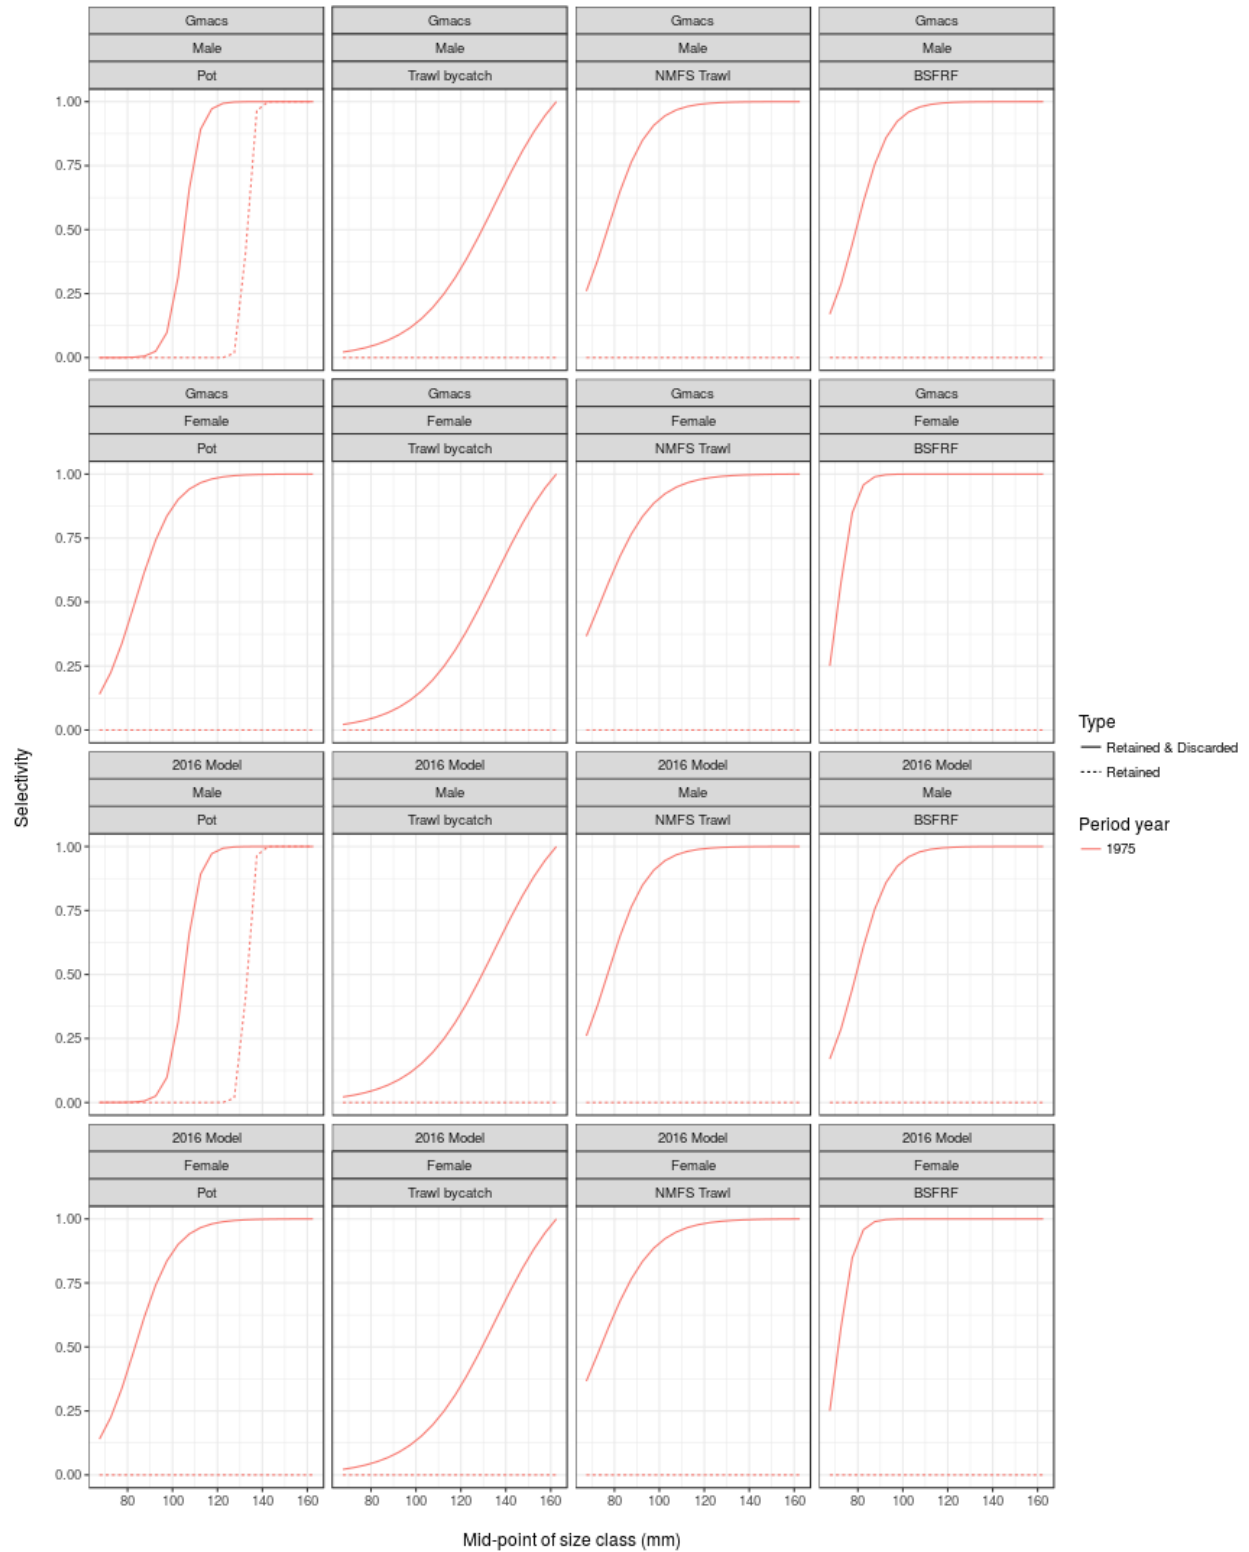 Gmacs Gmacs Gmacs Gmacs
Male Male Male Male
Pot Trawl bycatch NMFS Trawl BSFRF
1.00
0.75
0.50
0.25
0.00
Gmacs Gmacs Gmacs Gmacs
Female Female Female Female
Pot Trawl bycatch NMFS Trawl BSFRF
1.00
0.75
0.50
0.25
0.00
Selectivity
2016 Model 2016 Model 2016 Model 2016 Model
Male Male Male Male
Pot Trawl bycatch NMFS Trawl BSFRF
1.00
0.75
0.50
0.25
0.00
2016 Model 2016 Model 2016 Model 2016 Model
Female Female Female Female
Pot Trawl bycatch NMFS Trawl BSFRF
1.00
0.75
0.50
0.25
0.00
80 100 120 140 160 80 100 120 140 160 80 100 120 140 160 80 100 120 140 160
Mid-point of size class (mm)
Type
Retained & Discarded
Retained
Period year
1975